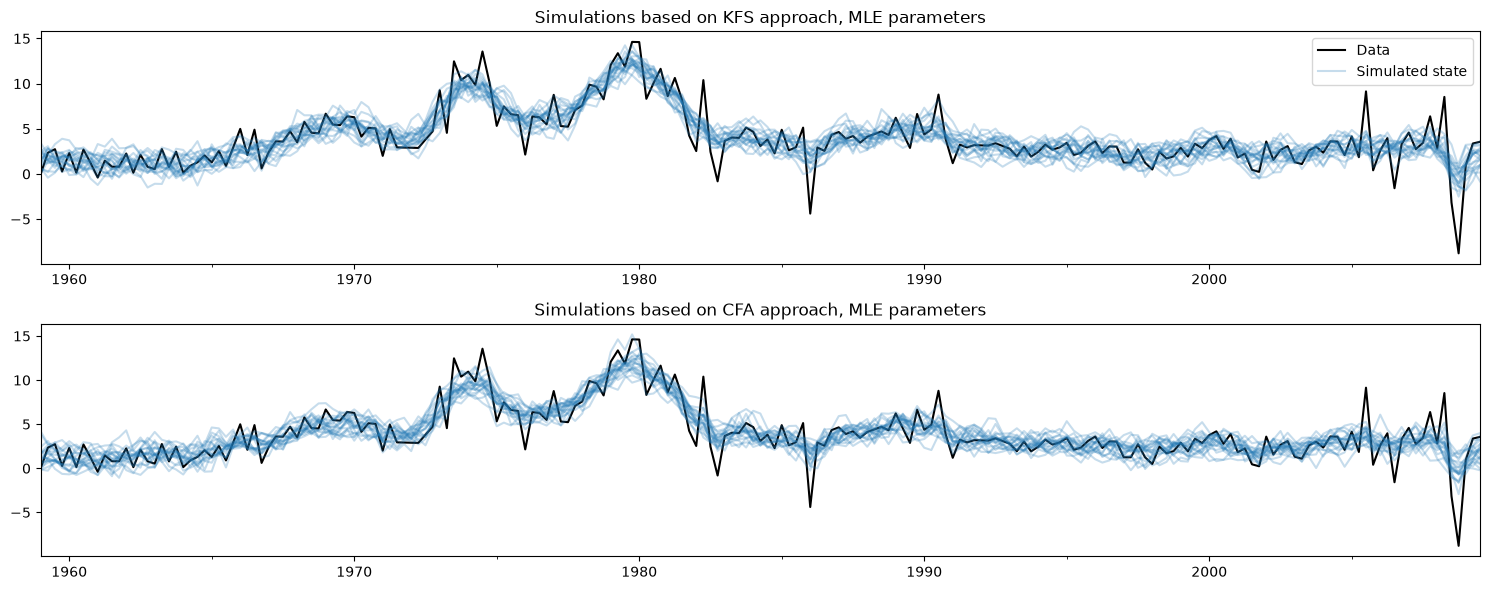 Simulations based on KFS approach, MLE parameters
15
10
5
0
−5
Data
Simulated state
1960 1970 1980 1990 2000
Simulations based on CFA approach, MLE parameters
15
10
5
0
−5
1960 1970 1980 1990 2000